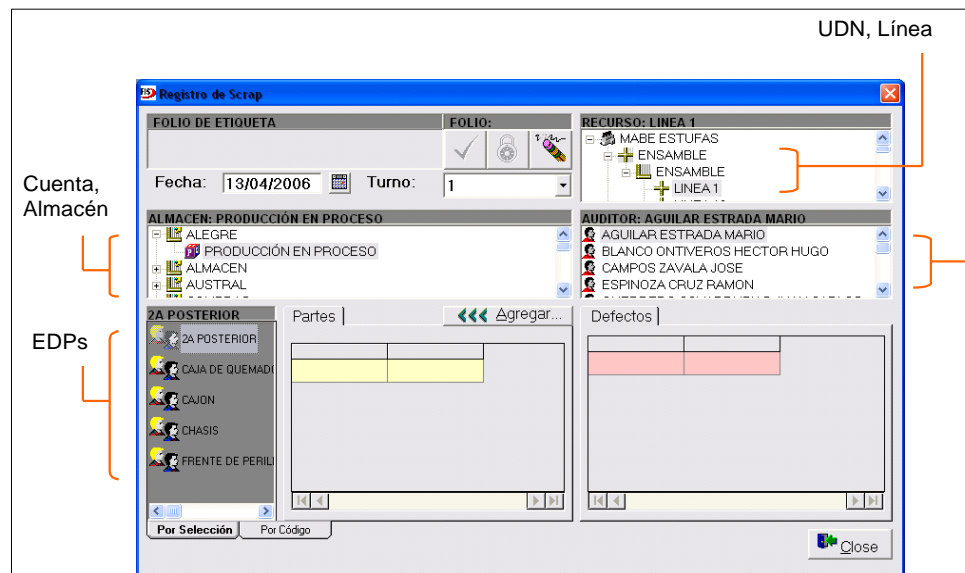 UDN, Línea
Registro de Scrap
FOLIO DE ETIQUETA
FOLIO:
RECURSO: LINEA 1
MABE ESTUFAS
ENSAMBLE
ENSAMBLE
LINEA 1
Fecha: 13/04/2006 Turno: 1
Cuenta,
Almacén
ALMACEN: PRODUCCIÓN EN PROCESO
ALEGRE
PRODUCCIÓN EN PROCESO
ALMACEN
AUSTRAL
AUDITOR: AGUILAR ESTRADA MARIO
AGUILAR ESTRADA MARIO
BLANCO ONTIVEROS HECTOR HUGO
CAMPOS ZAVALA JOSE
ESPINOZA CRUZ RAMON
EDPs
2A POSTERIOR
2A POSTERIOR
CAJA DE QUEMAD
CAJON
CHASIS
FRENTE DE PERIL
Partes
Agregar...
Defectos
Por Selección
Por Código
Close